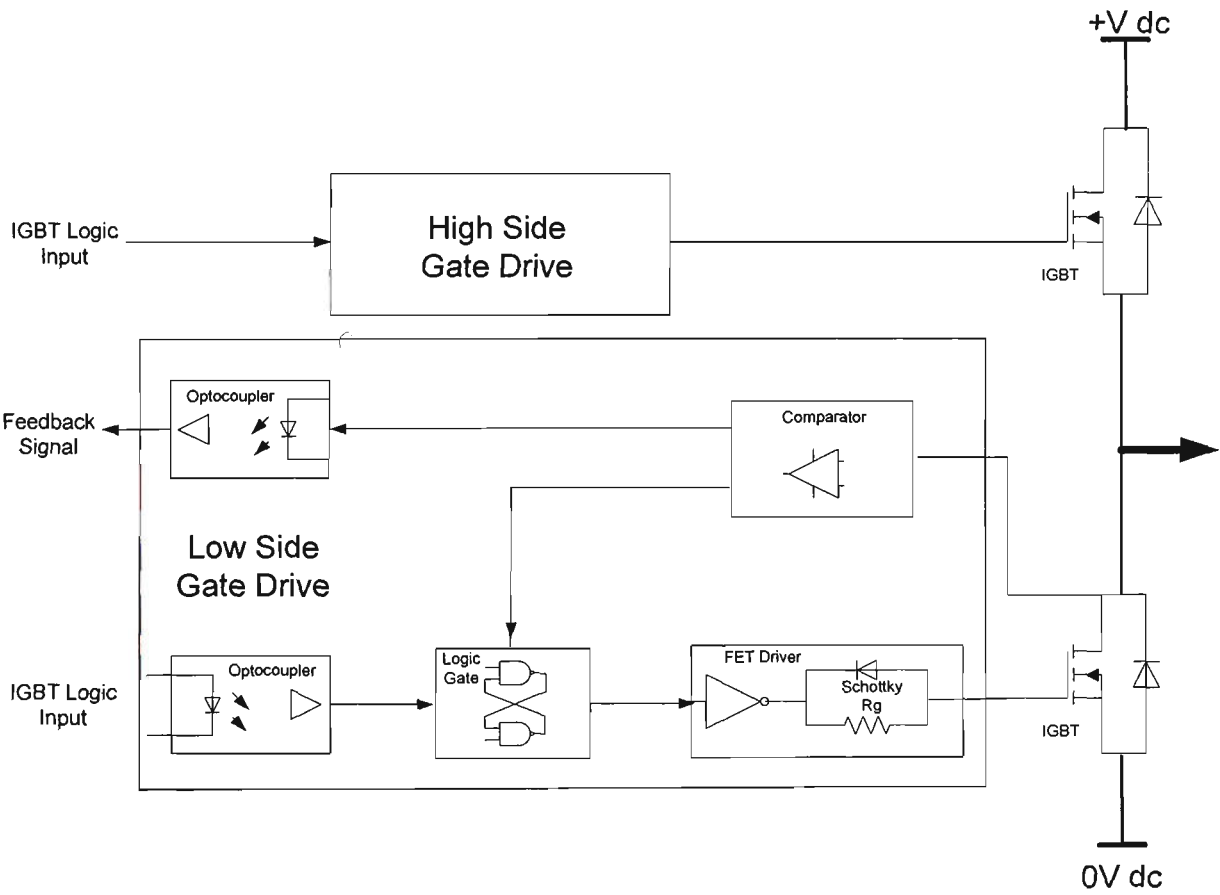 +V dc
IGBT Logic
Input
High Side
Gate Drive
IGBT
Optocoupler
Feedback
Signal
Comparator
Low Side
Gate Drive
Optocoupler
IGBT Logic
Input
Logic
Gate
FET Driver
Schottky
Rg
IGBT
0V dc